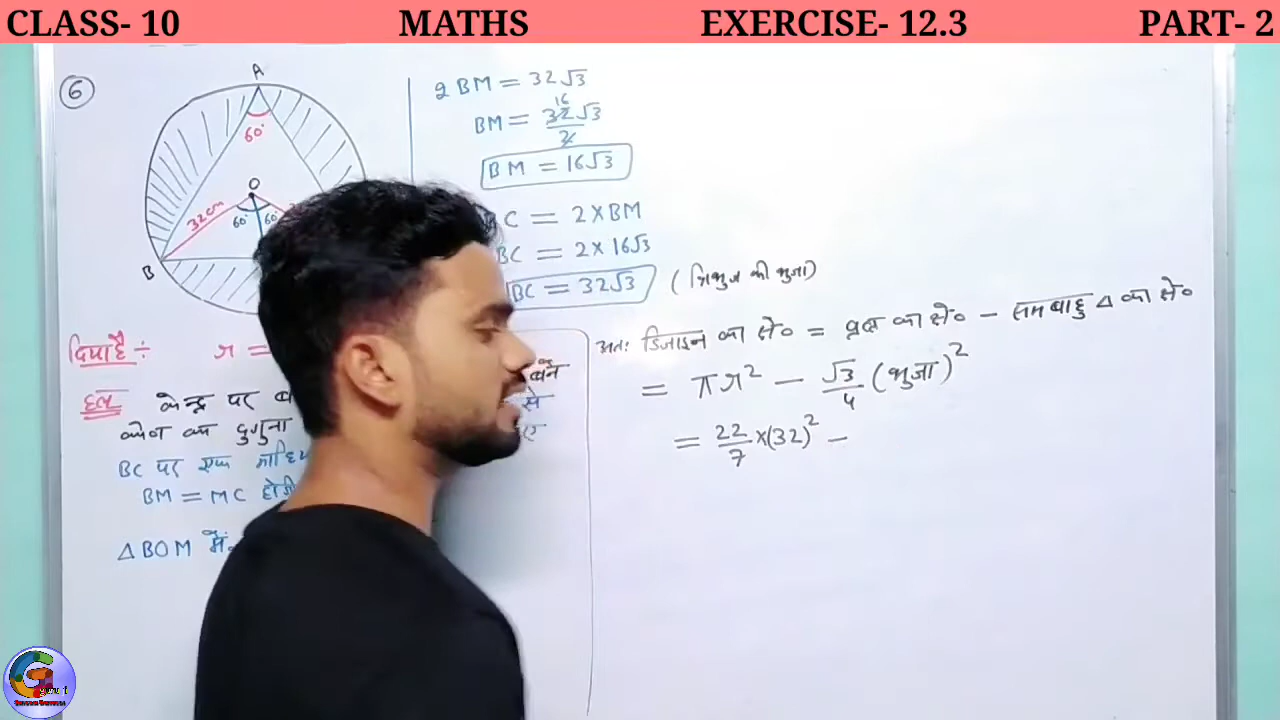 CLASS- 10 MATHS EXERCISE- 12.3 PART- 2
6
A
60°
O
32cm
60° 60°
B
दिया है ÷ r =
हल केन्द्र पर
कोण का दुगुना
BC पर एक
BM = MC
△BOM में
2BM = 32√3
BM = 32√3/2 16
BM = 16√3
BC = 2×BM
BC = 2×16√3
BC = 32√3 (त्रिभुज की भुजा)
अतः डिजाइन का क्षे० = वृत्त का क्षे० − समबाहु △ का क्षे०
= πr² − √3/4 (भुजा)²
= 22/7 ×(32)² −